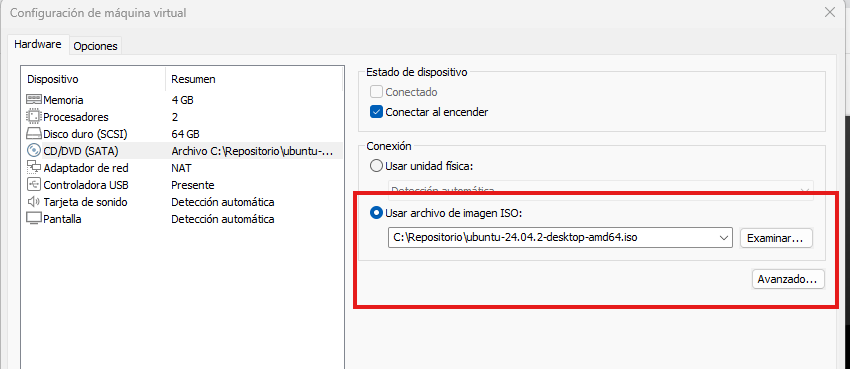 Configuración de máquina virtual
Hardware
Opciones
Dispositivo Resumen
Memoria 4 GB
Procesadores 2
Disco duro (SCSI) 64 GB
CD/DVD (SATA) Archivo C:\Repositorio\ubuntu-...
Adaptador de red NAT
Controladora USB Presente
Tarjeta de sonido Detección automática
Pantalla Detección automática
Estado de dispositivo
Conectado
Conectar al encender
Conexión
Usar unidad física:
Detección automática
Usar archivo de imagen ISO:
C:\Repositorio\ubuntu-24.04.2-desktop-amd64.iso
Examinar...
Avanzado...